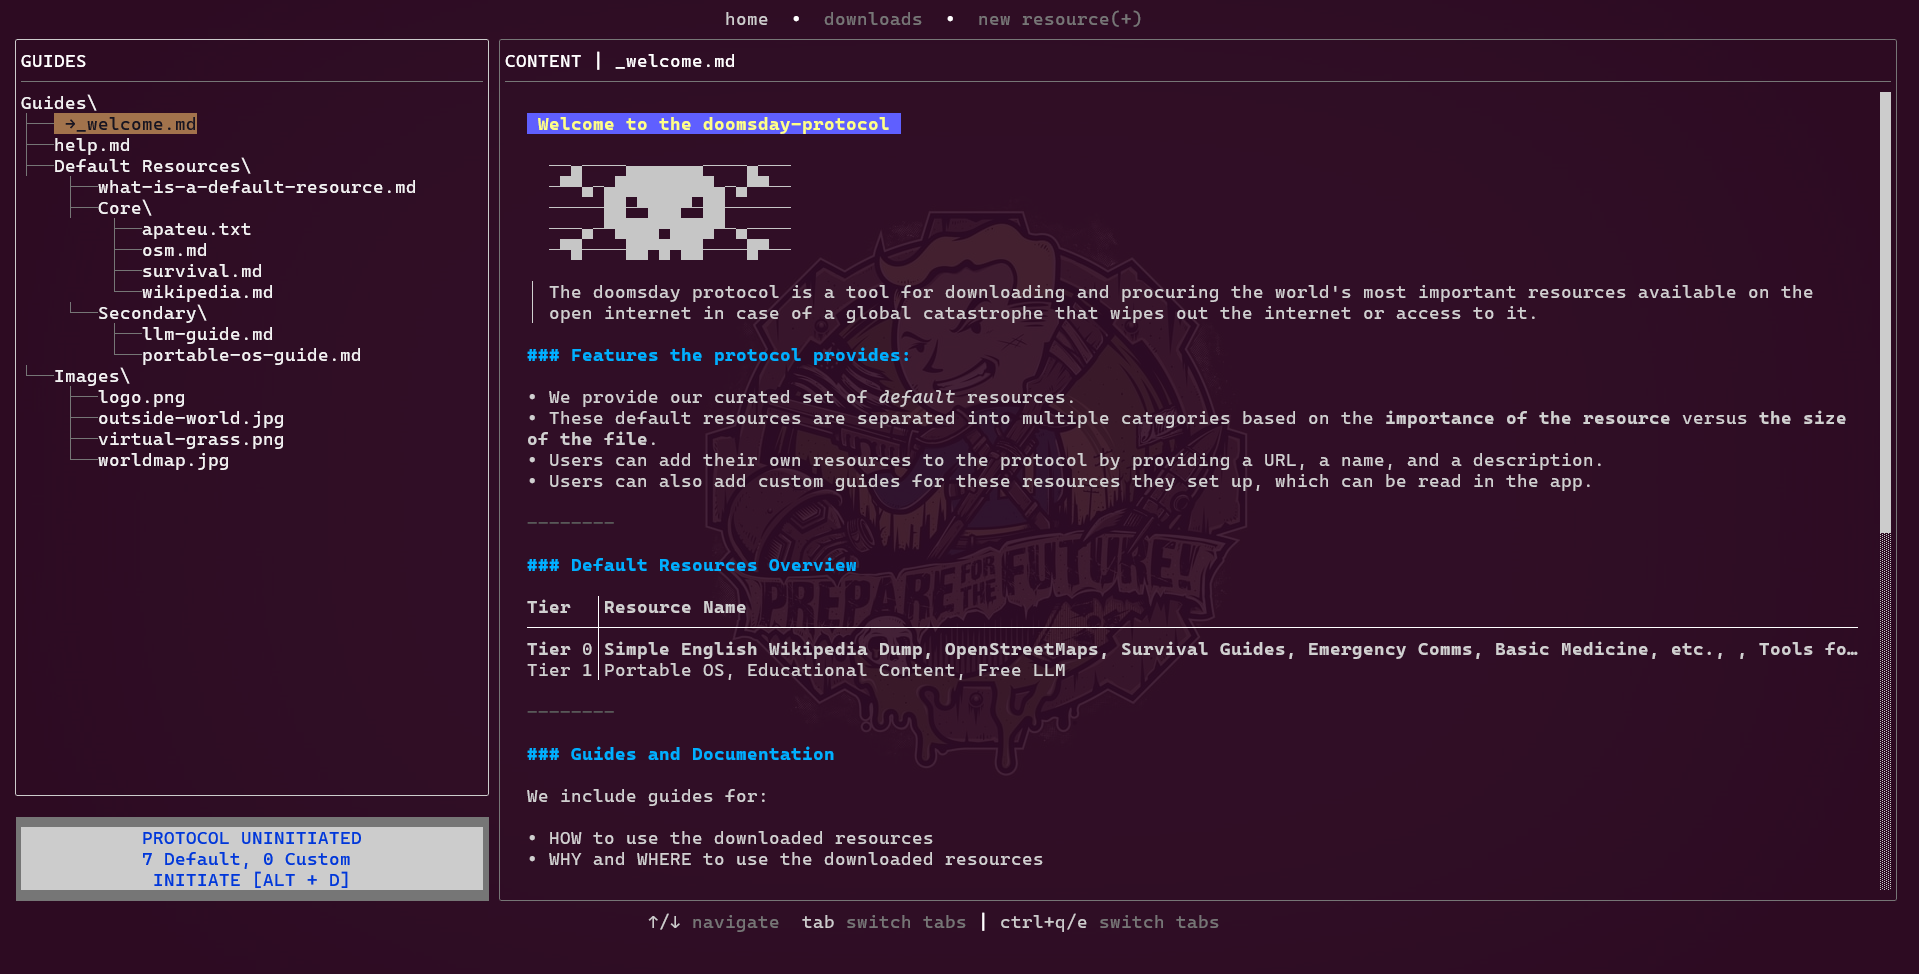 home • downloads • new resource(+)
GUIDES
Guides\
→_welcome.md
help.md
Default Resources\
what-is-a-default-resource.md
Core\
apateu.txt
osm.md
survival.md
wikipedia.md
Secondary\
llm-guide.md
portable-os-guide.md
Images\
logo.png
outside-world.jpg
virtual-grass.png
worldmap.jpg
PROTOCOL UNINITIATED
7 Default, 0 Custom
INITIATE [ALT + D]
CONTENT | _welcome.md
Welcome to the doomsday-protocol
The doomsday protocol is a tool for downloading and procuring the world's most important resources available on the
open internet in case of a global catastrophe that wipes out the internet or access to it.
### Features the protocol provides:
• We provide our curated set of default resources.
• These default resources are separated into multiple categories based on the importance of the resource versus the size
of the file.
• Users can add their own resources to the protocol by providing a URL, a name, and a description.
• Users can also add custom guides for these resources they set up, which can be read in the app.
--------
### Default Resources Overview
Tier Resource Name
Tier 0 Simple English Wikipedia Dump, OpenStreetMaps, Survival Guides, Emergency Comms, Basic Medicine, etc., , Tools fo…
Tier 1 Portable OS, Educational Content, Free LLM
--------
### Guides and Documentation
We include guides for:
• HOW to use the downloaded resources
• WHY and WHERE to use the downloaded resources
PREPARE FOR THE FUTURE!
↑/↓ navigate tab switch tabs | ctrl+q/e switch tabs